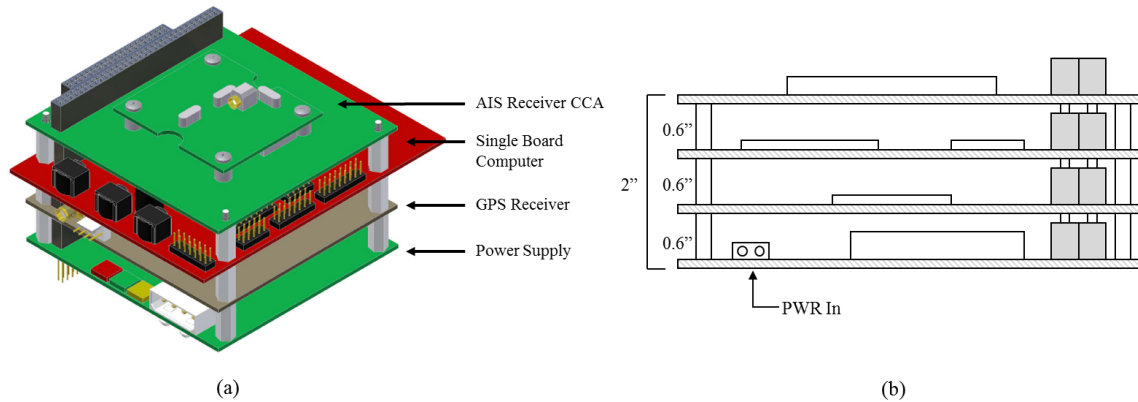 AIS Receiver CCA
Single Board
Computer
GPS Receiver
Power Supply
(a)
0.6”
0.6”
2”
0.6”
PWR In
(b)